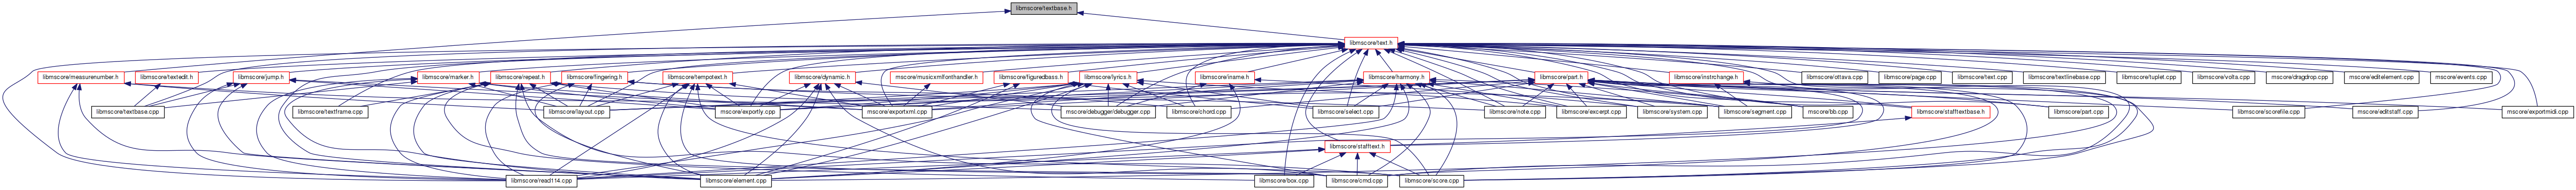 libmscore/textbase.h
libmscore/text.h
libmscore/measurenumber.h
libmscore/textedit.h
libmscore/jump.h
libmscore/marker.h
libmscore/repeat.h
libmscore/fingering.h
libmscore/tempotext.h
libmscore/dynamic.h
mscore/musicxmlfonthandler.h
libmscore/figuredbass.h
libmscore/lyrics.h
libmscore/iname.h
libmscore/harmony.h
libmscore/part.h
libmscore/instrchange.h
libmscore/ottava.cpp
libmscore/page.cpp
libmscore/text.cpp
libmscore/textlinebase.cpp
libmscore/tuplet.cpp
libmscore/volta.cpp
mscore/dragdrop.cpp
mscore/editelement.cpp
mscore/events.cpp
libmscore/textbase.cpp
libmscore/textframe.cpp
libmscore/layout.cpp
mscore/exportly.cpp
mscore/exportxml.cpp
mscore/debugger/debugger.cpp
libmscore/chord.cpp
libmscore/select.cpp
libmscore/note.cpp
libmscore/excerpt.cpp
libmscore/system.cpp
libmscore/segment.cpp
mscore/bb.cpp
libmscore/stafftextbase.h
libmscore/part.cpp
libmscore/scorefile.cpp
mscore/editstaff.cpp
mscore/exportmidi.cpp
libmscore/stafftext.h
libmscore/read114.cpp
libmscore/element.cpp
libmscore/box.cpp
libmscore/cmd.cpp
libmscore/score.cpp